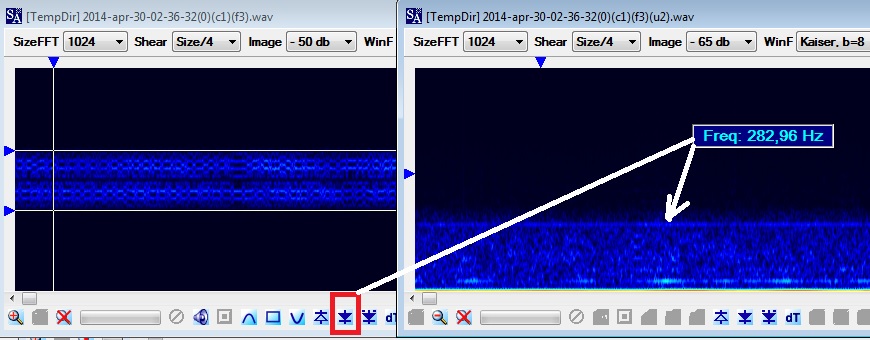 SA [TempDir] 2014-apr-30-02-36-32(0)(c1)(f3).wav
SizeFFT 1024 Shear Size/4 Image - 50 db WinF
dT
SA [TempDir] 2014-apr-30-02-36-32(0)(c1)(f3)(u2).wav
SizeFFT 1024 Shear Size/4 Image - 65 db WinF Kaiser, b=8
Freq: 282,96 Hz
dT